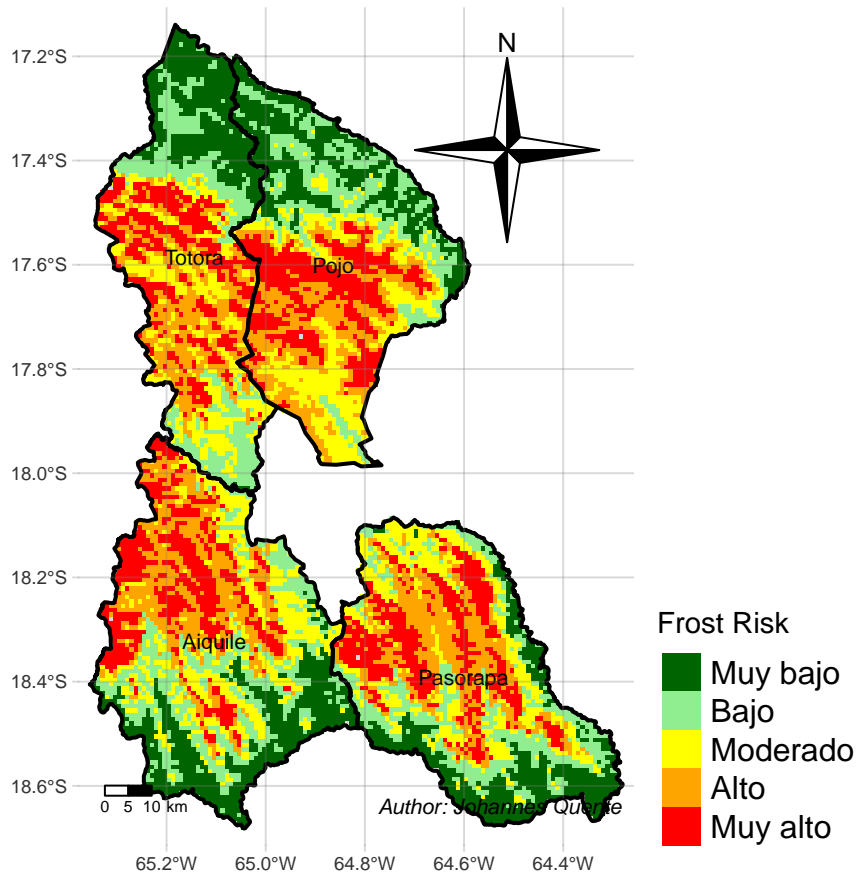 N
17.2°S
17.4°S
17.6°S
17.8°S
18.0°S
18.2°S
18.4°S
18.6°S
Totora
Pojo
Aiquile
Pasorapa
Frost Risk
Muy bajo
Bajo
Moderado
Alto
Muy alto
0 5 10 km
Author: Johannes Quente
65.2°W 65.0°W 64.8°W 64.6°W 64.4°W